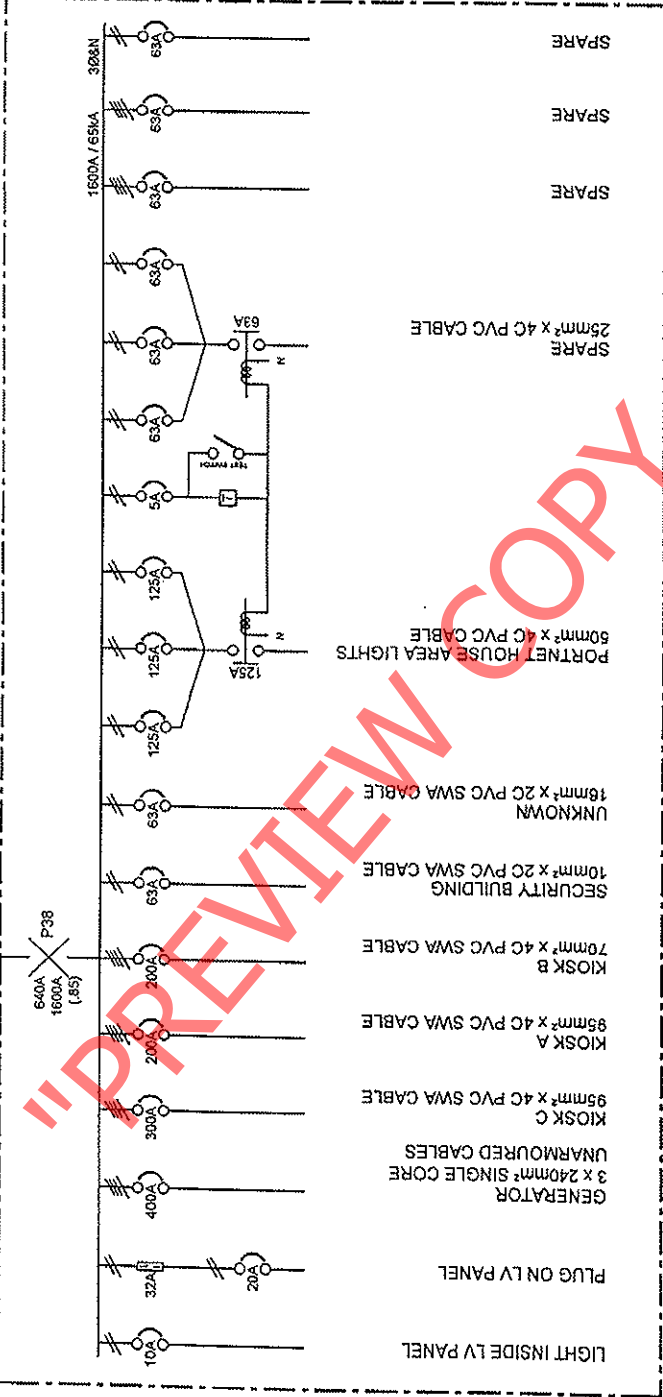 640A
1600A
(.85)
P38
1600A / 65kA
3Ø&N
10A
LIGHT INSIDE LV PANEL
32A
20A
PLUG ON LV PANEL
400A
GENERATOR
3 x 240mm² SINGLE CORE
UNARMOURED CABLES
300A
KIOSK C
95mm² x 4C PVC SWA CABLE
200A
KIOSK A
95mm² x 4C PVC SWA CABLE
200A
KIOSK B
70mm² x 4C PVC SWA CABLE
63A
SECURITY BUILDING
10mm² x 2C PVC SWA CABLE
63A
UNKNOWN
16mm² x 2C PVC SWA CABLE
125A
125A
125A
125A
N
PORTNET HOUSE AREA LIGHTS
50mm² x 4C PVC CABLE
5A
T
TEST SWITCH
63A
63A
63A
63A
N
SPARE
25mm² x 4C PVC CABLE
63A
SPARE
63A
SPARE
63A
SPARE
"PREVIEW COPY